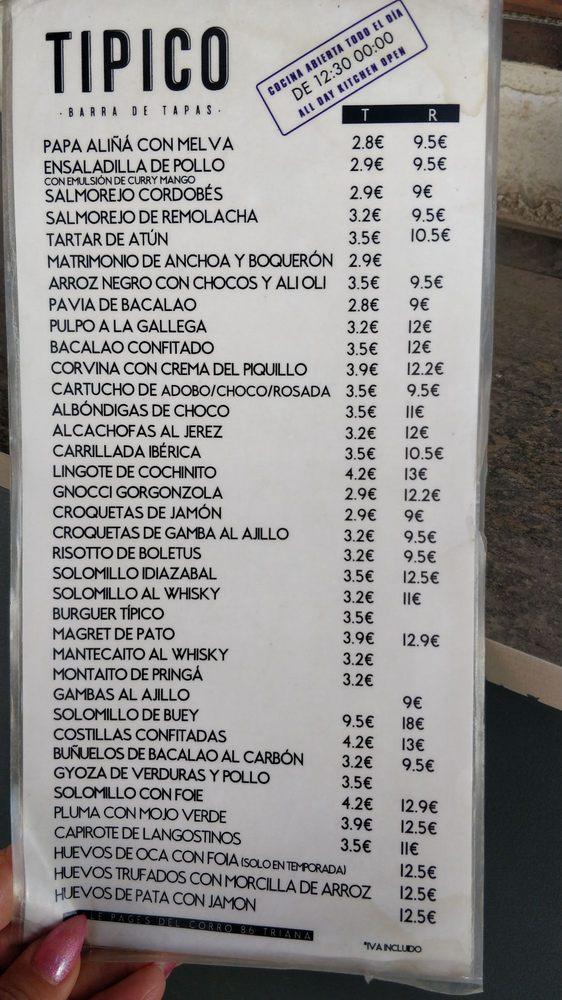 TIPICO
· BARRA DE TAPAS ·
COCINA ABIERTA TODO EL DÍA
DE 12:30 00:00
ALL DAY KITCHEN OPEN
T R
PAPA ALIÑÁ CON MELVA 2.8€ 9.5€
ENSALADILLA DE POLLO 2.9€ 9.5€
CON EMULSIÓN DE CURRY MANGO
SALMOREJO CORDOBÉS 2.9€ 9€
SALMOREJO DE REMOLACHA 3.2€ 9.5€
TARTAR DE ATÚN 3.5€ 10.5€
MATRIMONIO DE ANCHOA Y BOQUERÓN 2.9€
ARROZ NEGRO CON CHOCOS Y ALI OLI 3.5€ 9.5€
PAVIA DE BACALAO 2.8€ 9€
PULPO A LA GALLEGA 3.2€ 12€
BACALAO CONFITADO 3.5€ 12€
CORVINA CON CREMA DEL PIQUILLO 3.9€ 12.2€
CARTUCHO DE ADOBO/CHOCO/ROSADA 3.5€ 9.5€
ALBÓNDIGAS DE CHOCO 3.5€ 11€
ALCACHOFAS AL JEREZ 3.2€ 12€
CARRILLADA IBÉRICA 3.5€ 10.5€
LINGOTE DE COCHINITO 4.2€ 13€
GNOCCI GORGONZOLA 2.9€ 12.2€
CROQUETAS DE JAMÓN 2.9€ 9€
CROQUETAS DE GAMBA AL AJILLO 3.2€ 9.5€
RISOTTO DE BOLETUS 3.2€ 9.5€
SOLOMILLO IDIAZABAL 3.5€ 12.5€
SOLOMILLO AL WHISKY 3.2€ 11€
BURGUER TÍPICO 3.5€
MAGRET DE PATO 3.9€ 12.9€
MANTECAITO AL WHISKY 3.2€
MONTAITO DE PRINGÁ 3.2€
GAMBAS AL AJILLO 9€
SOLOMILLO DE BUEY 9.5€ 18€
COSTILLAS CONFITADAS 4.2€ 13€
BUÑUELOS DE BACALAO AL CARBÓN 3.2€ 9.5€
GYOZA DE VERDURAS Y POLLO 3.5€
SOLOMILLO CON FOIE 4.2€ 12.9€
PLUMA CON MOJO VERDE 3.9€ 12.5€
CAPIROTE DE LANGOSTINOS 3.5€ 11€
HUEVOS DE OCA CON FOIA (SOLO EN TEMPORADA) 12.5€
HUEVOS TRUFADOS CON MORCILLA DE ARROZ 12.5€
HUEVOS DE PATA CON JAMON 12.5€
LE PAGES DEL CORRO 86 TRIANA
*IVA INCLUIDO